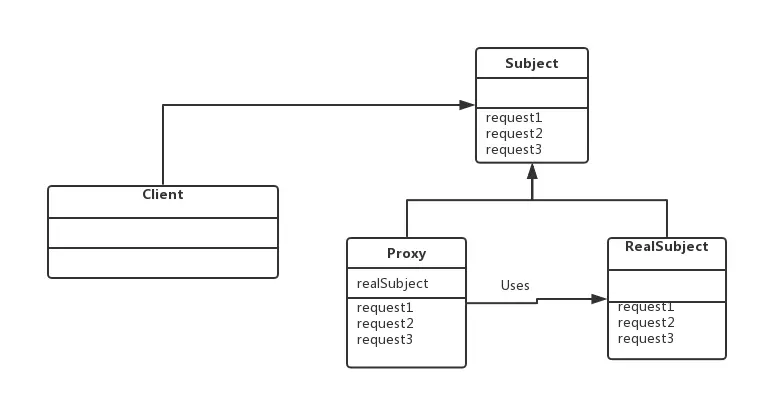 Subject
request1
request2
request3
Client
Proxy
realSubject
request1
request2
request3
Uses
RealSubject
request1
request2
request3